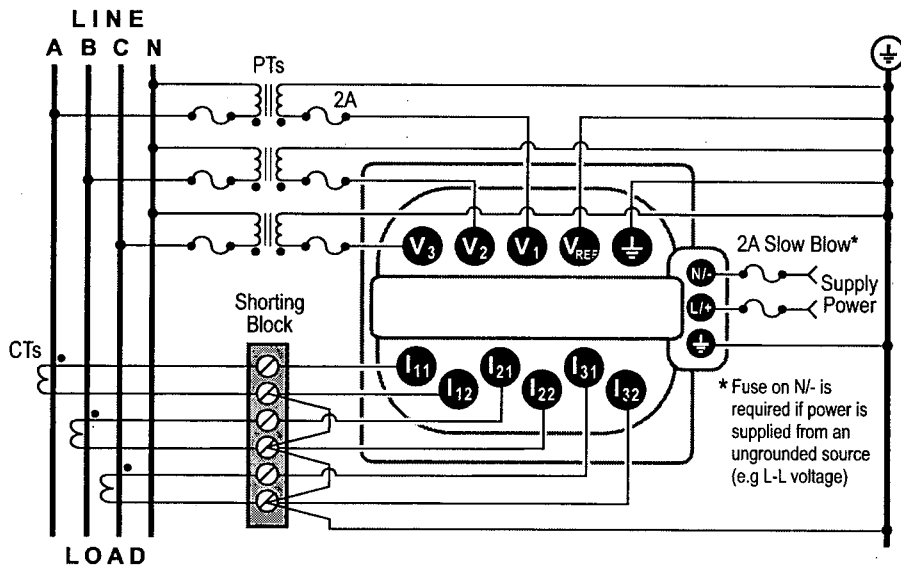 LINE
A B C N
PTs
2A
V3 V2 V1 VREF
2A Slow Blow*
N/-
L/+
Supply
Power
Shorting
Block
CTs
I11 I21 I31
I12 I22 I32
* Fuse on N/- is
required if power is
supplied from an
ungrounded source
(e.g L-L voltage)
LOAD